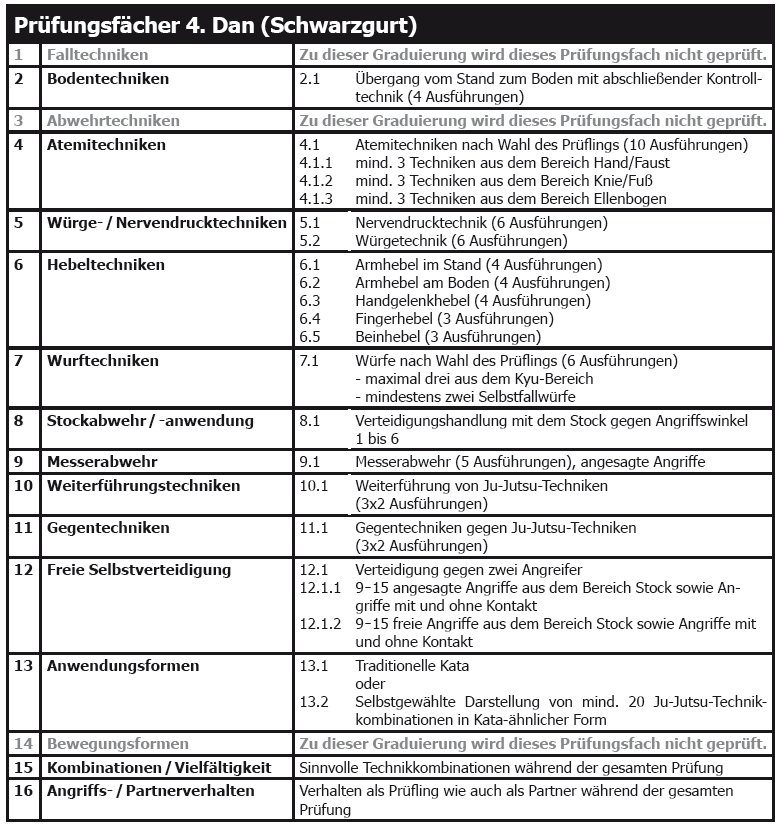 Prüfungsfächer 4. Dan (Schwarzgurt)
1 Falltechniken Zu dieser Graduierung wird dieses Prüfungsfach nicht geprüft.
2 Bodentechniken 2.1 Übergang vom Stand zum Boden mit abschließender Kontroll-
technik (4 Ausführungen)
3 Abwehrtechniken Zu dieser Graduierung wird dieses Prüfungsfach nicht geprüft.
4 Atemitechniken 4.1 Atemitechniken nach Wahl des Prüflings (10 Ausführungen)
4.1.1 mind. 3 Techniken aus dem Bereich Hand/Faust
4.1.2 mind. 3 Techniken aus dem Bereich Knie/Fuß
4.1.3 mind. 3 Techniken aus dem Bereich Ellenbogen
5 Würge- / Nervendrucktechniken 5.1 Nervendrucktechnik (6 Ausführungen)
5.2 Würgetechnik (6 Ausführungen)
6 Hebeltechniken 6.1 Armhebel im Stand (4 Ausführungen)
6.2 Armhebel am Boden (4 Ausführungen)
6.3 Handgelenkhebel (4 Ausführungen)
6.4 Fingerhebel (3 Ausführungen)
6.5 Beinhebel (3 Ausführungen)
7 Wurftechniken 7.1 Würfe nach Wahl des Prüflings (6 Ausführungen)
- maximal drei aus dem Kyu-Bereich
- mindestens zwei Selbstfallwürfe
8 Stockabwehr / -anwendung 8.1 Verteidigungshandlung mit dem Stock gegen Angriffswinkel
1 bis 6
9 Messerabwehr 9.1 Messerabwehr (5 Ausführungen), angesagte Angriffe
10 Weiterführungstechniken 10.1 Weiterführung von Ju-Jutsu-Techniken
(3x2 Ausführungen)
11 Gegentechniken 11.1 Gegentechniken gegen Ju-Jutsu-Techniken
(3x2 Ausführungen)
12 Freie Selbstverteidigung 12.1 Verteidigung gegen zwei Angreifer
12.1.1 9-15 angesagte Angriffe aus dem Bereich Stock sowie An-
griffe mit und ohne Kontakt
12.1.2 9-15 freie Angriffe aus dem Bereich Stock sowie Angriffe mit
und ohne Kontakt
13 Anwendungsformen 13.1 Traditionelle Kata
oder
13.2 Selbstgewählte Darstellung von mind. 20 Ju-Jutsu-Technik-
kombinationen in Kata-ähnlicher Form
14 Bewegungsformen Zu dieser Graduierung wird dieses Prüfungsfach nicht geprüft.
15 Kombinationen / Vielfältigkeit Sinnvolle Technikkombinationen während der gesamten Prüfung
16 Angriffs- / Partnerverhalten Verhalten als Prüfling wie auch als Partner während der gesamten
Prüfung